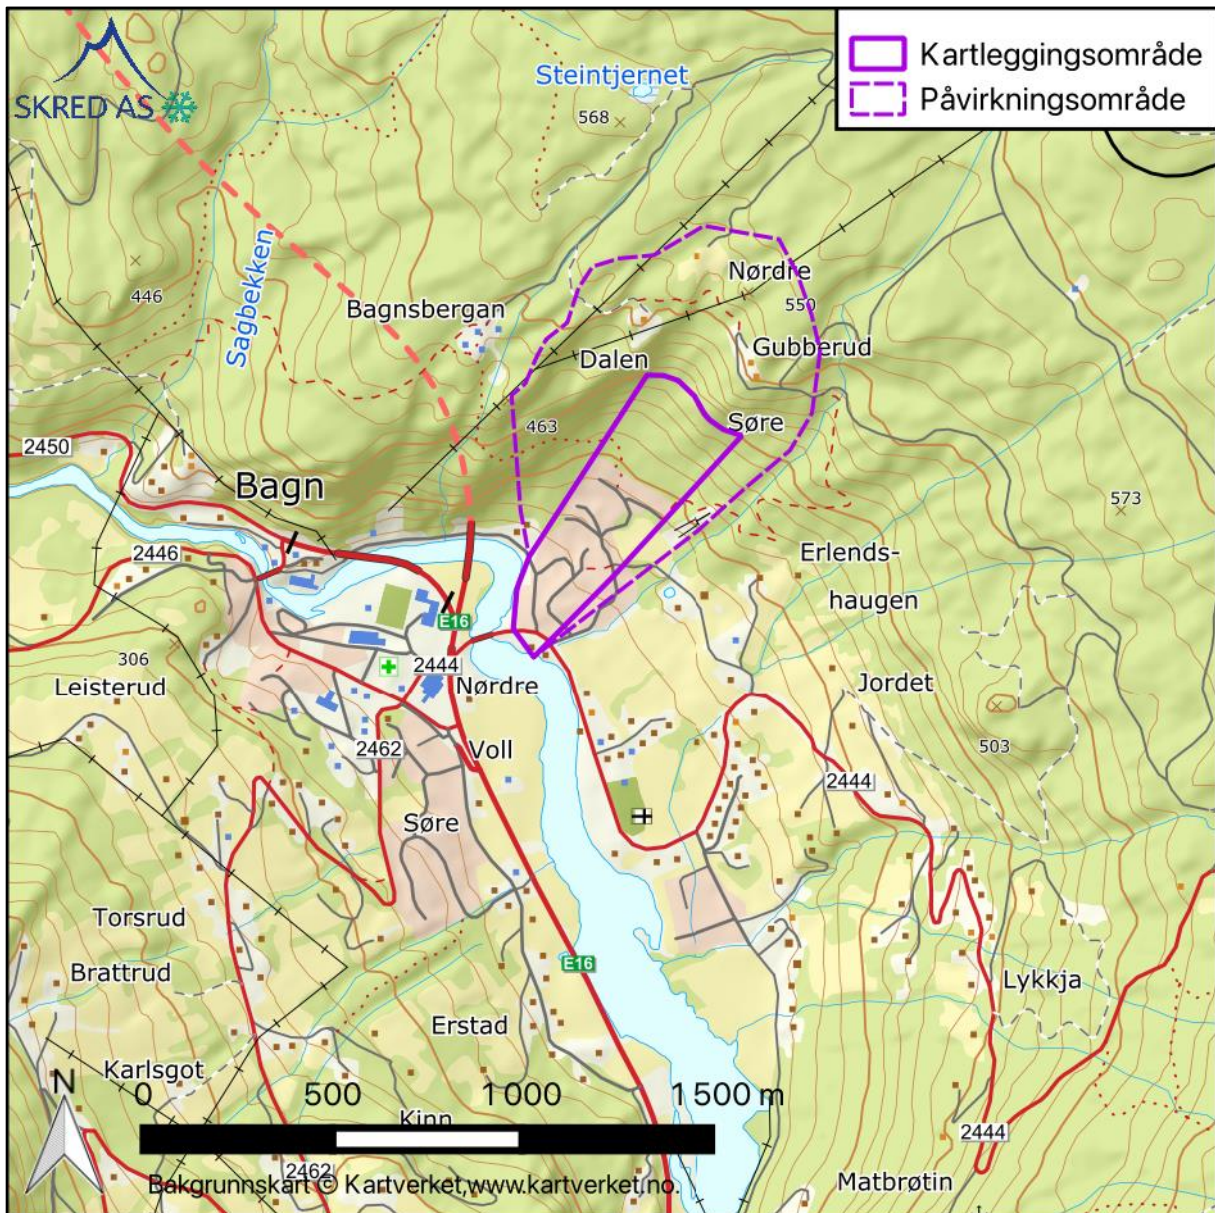 SKRED AS
Kartleggingsområde
Påvirkningsområde
Steintjernet
568
Sagbekken
446
Bagnsbergan
Nørdre
550
Gubberud
Dalen
463
Søre
2450
Bagn
573
2446
Erlends-
haugen
E16
306
2444
Leisterud
Nørdre
Jordet
503
2462
Voll
2444
Søre
Torsrud
Brattrud
E16
Lykkja
Erstad
Karlsgot
N
0 500 1 000 1 500 m
Kinn
2444
2462
Bakgrunnskart © Kartverket,www.kartverket.no.
Matbrøtin